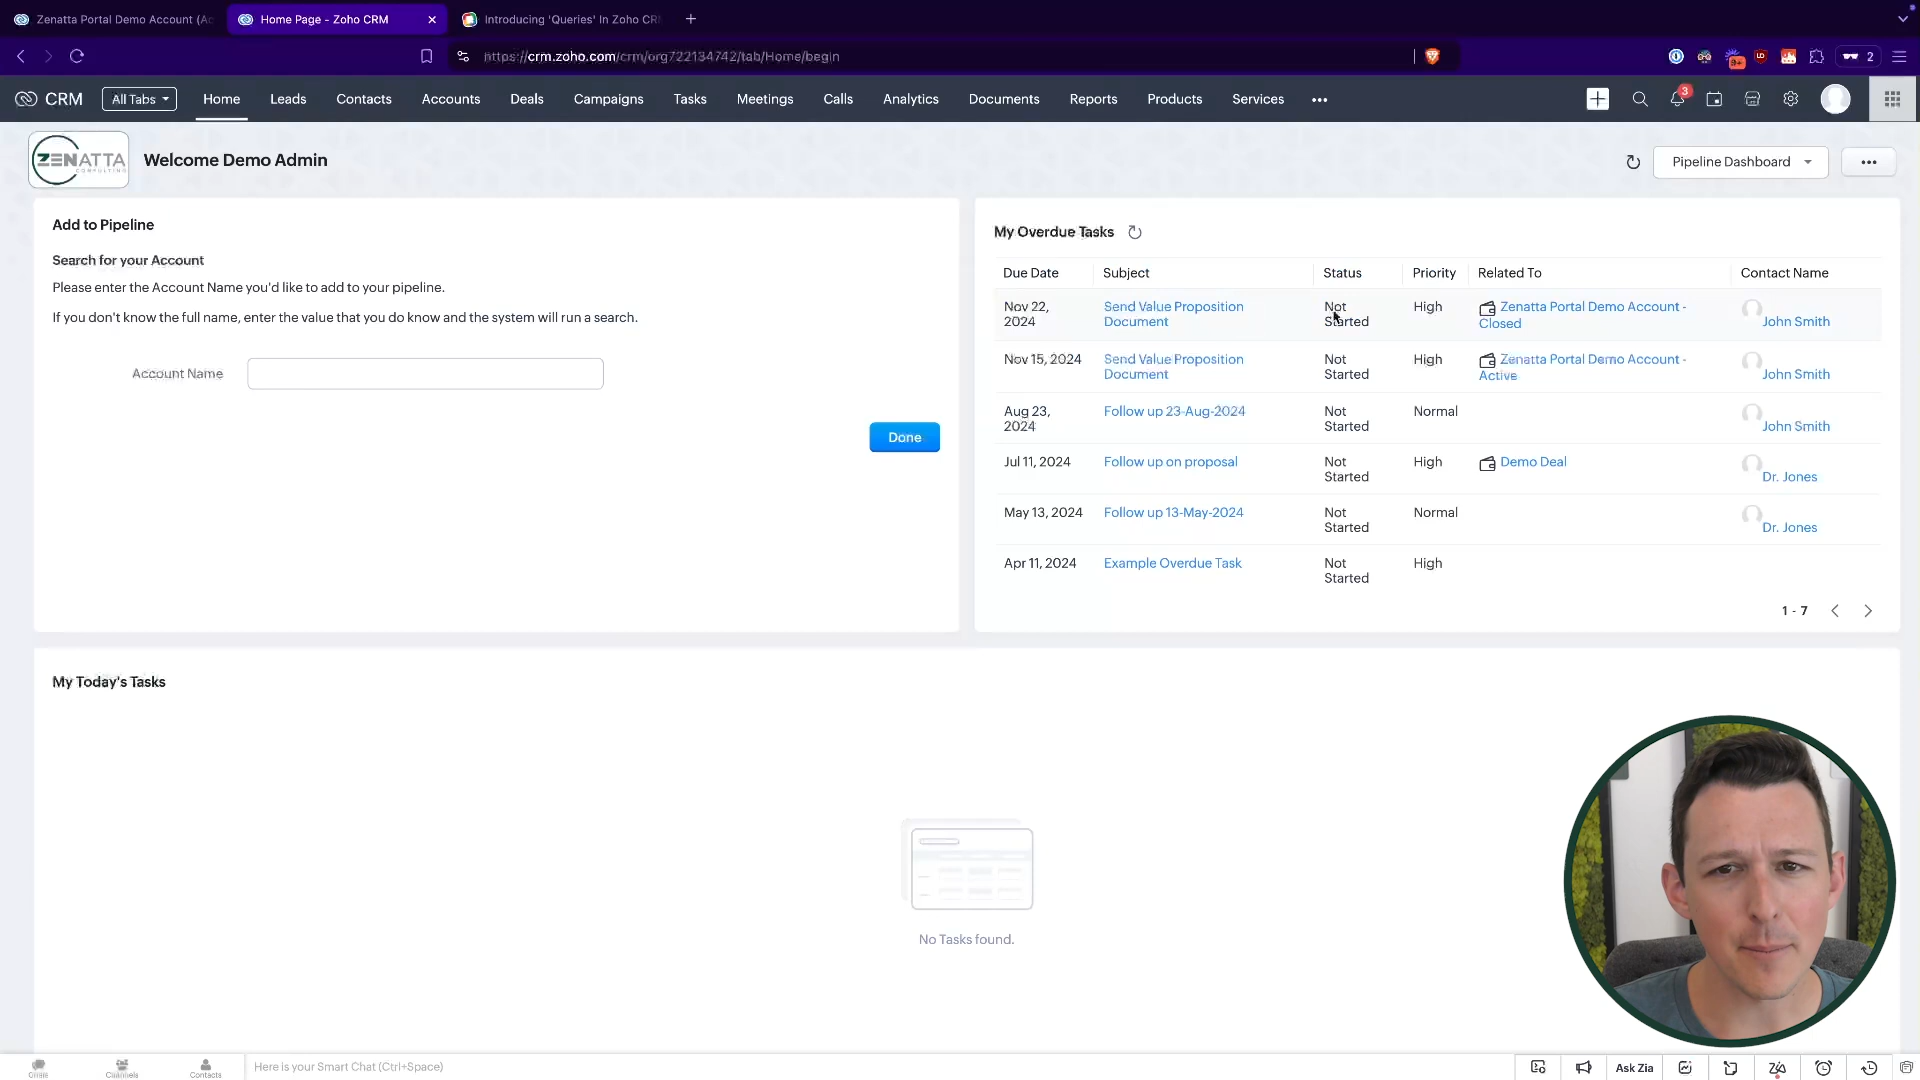 Zenatta Portal Demo Account (Ac
Home Page - Zoho CRM
Introducing 'Queries' In Zoho CR
https://crm.zoho.com/crm/org722134742/tab/Home/begin
9+
2
CRM
All Tabs
Home
Leads
Contacts
Accounts
Deals
Campaigns
Tasks
Meetings
Calls
Analytics
Documents
Reports
Products
Services
3
ZENATTA
CONSULTING
Welcome Demo Admin
Pipeline Dashboard
Add to Pipeline
Search for your Account
Please enter the Account Name you'd like to add to your pipeline.
If you don't know the full name, enter the value that you do know and the system will run a search.
Account Name
Done
My Overdue Tasks
Due Date Subject Status Priority Related To Contact Name
Nov 22, 2024 Send Value Proposition Document Not Started High Zenatta Portal Demo Account - Closed John Smith
Nov 15, 2024 Send Value Proposition Document Not Started High Zenatta Portal Demo Account - Active John Smith
Aug 23, 2024 Follow up 23-Aug-2024 Not Started Normal John Smith
Jul 11, 2024 Follow up on proposal Not Started High Demo Deal Dr. Jones
May 13, 2024 Follow up 13-May-2024 Not Started Normal Dr. Jones
Apr 11, 2024 Example Overdue Task Not Started High
1 - 7
My Today's Tasks
No Tasks found.
Chats
Channels
Contacts
Here is your Smart Chat (Ctrl+Space)
Ask Zia